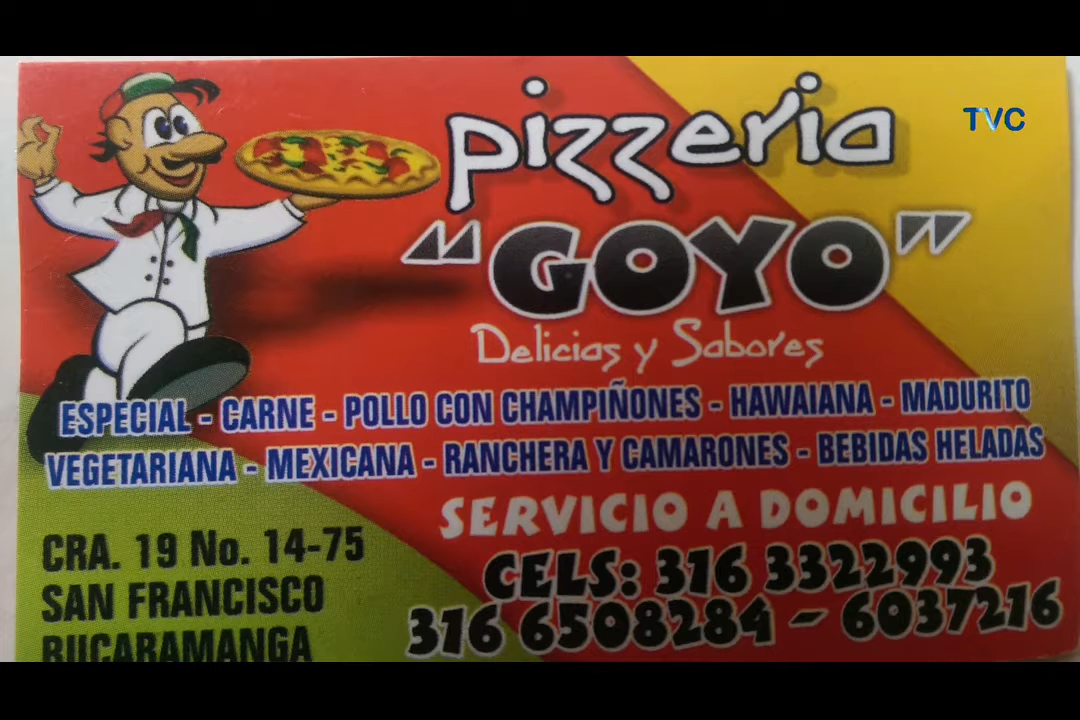 TVC
pizzeria
"GOYO"
Delicias y Sabores
ESPECIAL - CARNE - POLLO CON CHAMPIÑONES - HAWAIANA - MADURITO
VEGETARIANA - MEXICANA - RANCHERA Y CAMARONES - BEBIDAS HELADAS
SERVICIO A DOMICILIO
CELS: 316 3322993
316 6508284 - 6037216
CRA. 19 No. 14-75
SAN FRANCISCO
BUCARAMANGA